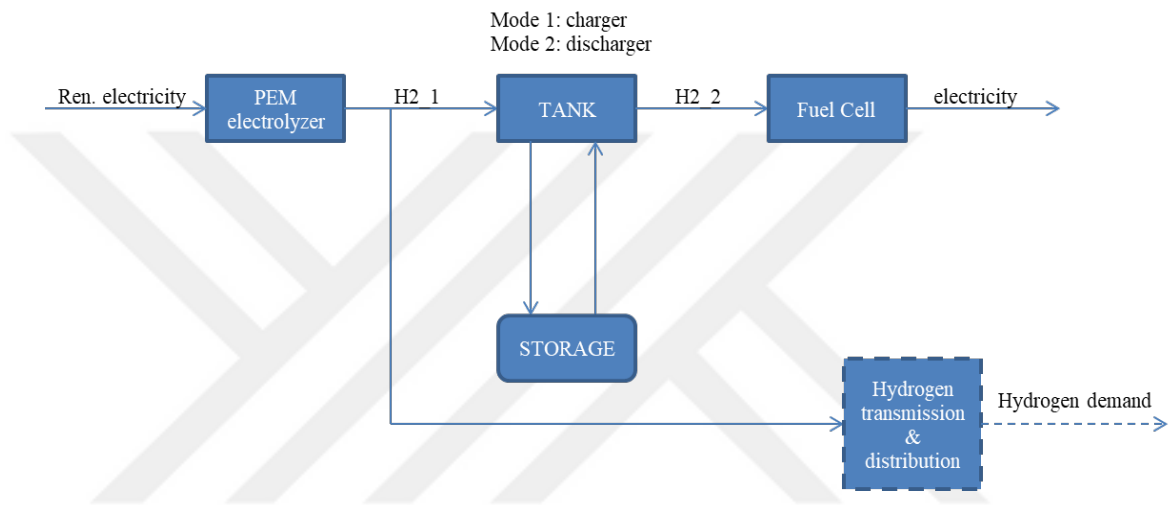 Mode 1: charger
Mode 2: discharger
Ren. electricity
PEM
electrolyzer
H2_1
TANK
H2_2
Fuel Cell
electricity
STORAGE
Hydrogen
transmission
&
distribution
Hydrogen demand